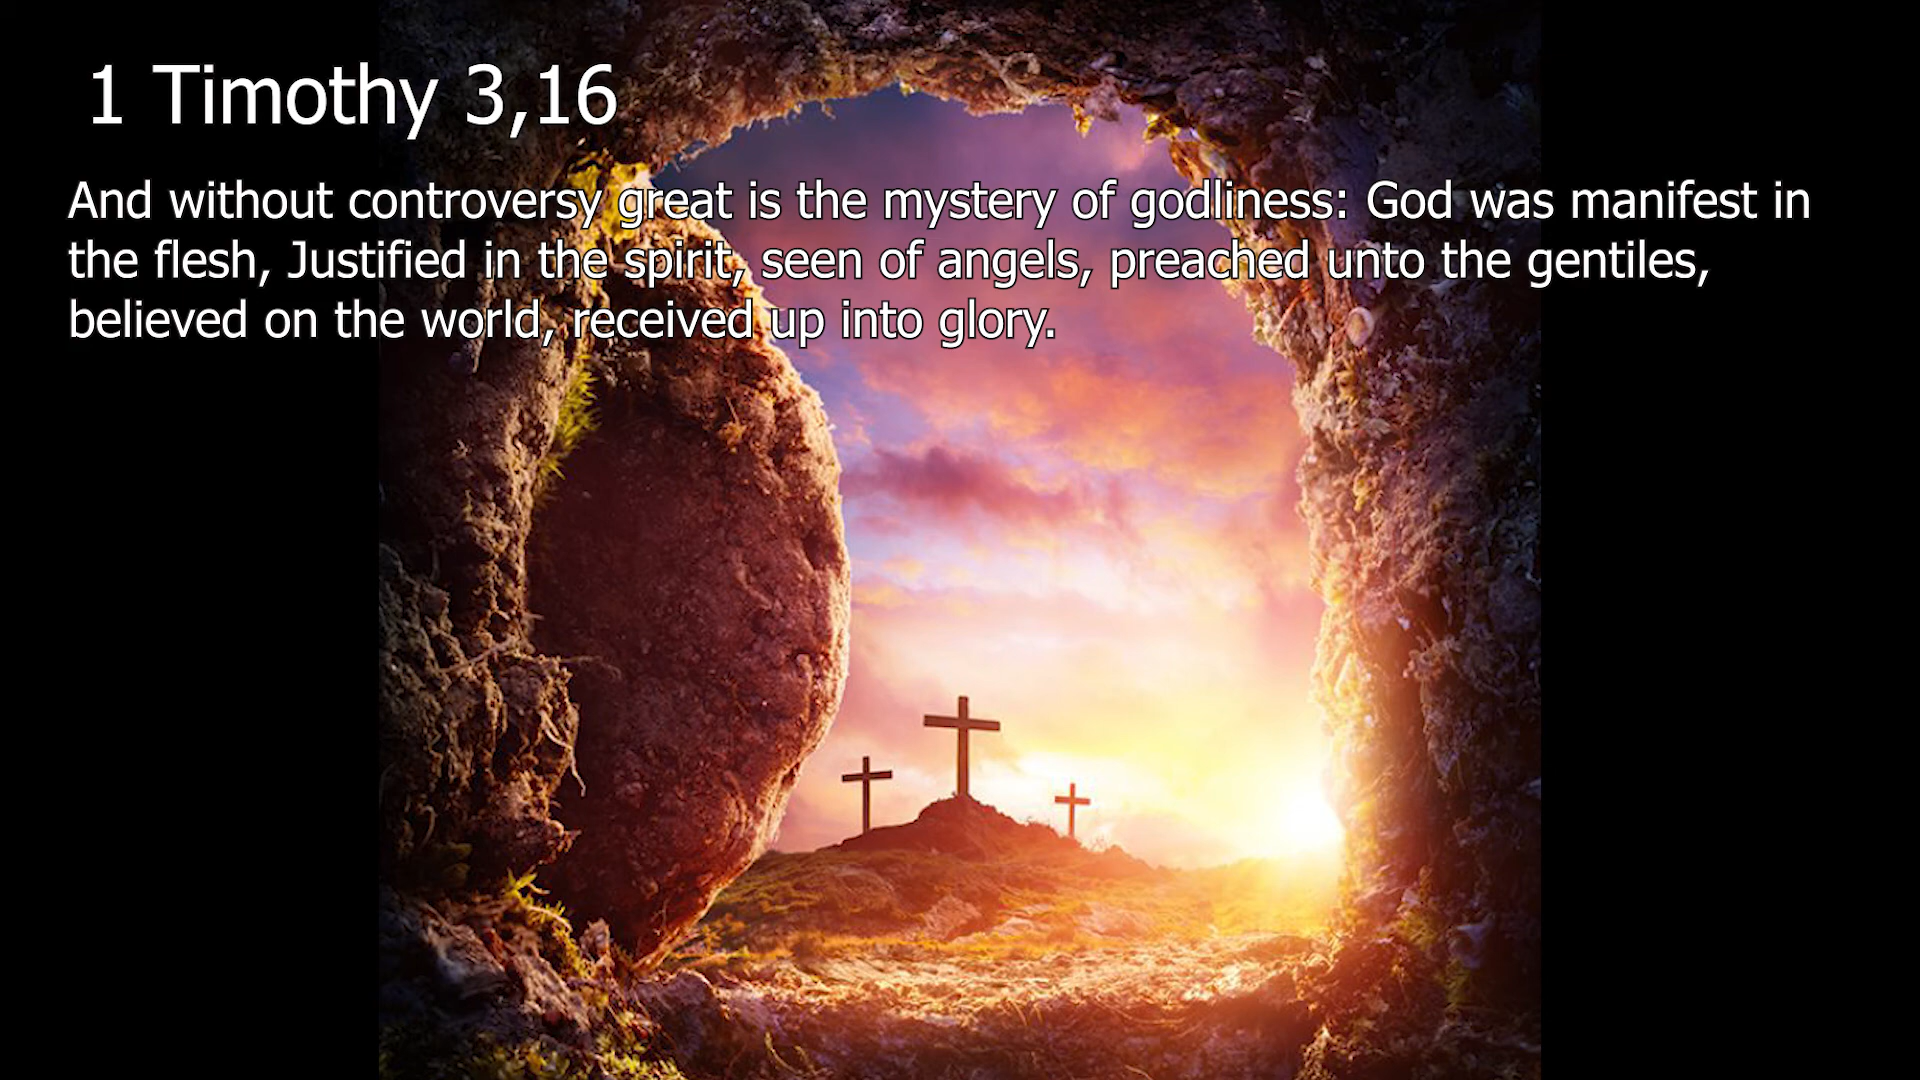 1 Timothy 3,16
And without controversy great is the mystery of godliness: God was manifest in
the flesh, Justified in the spirit, seen of angels, preached unto the gentiles,
believed on the world, received up into glory.